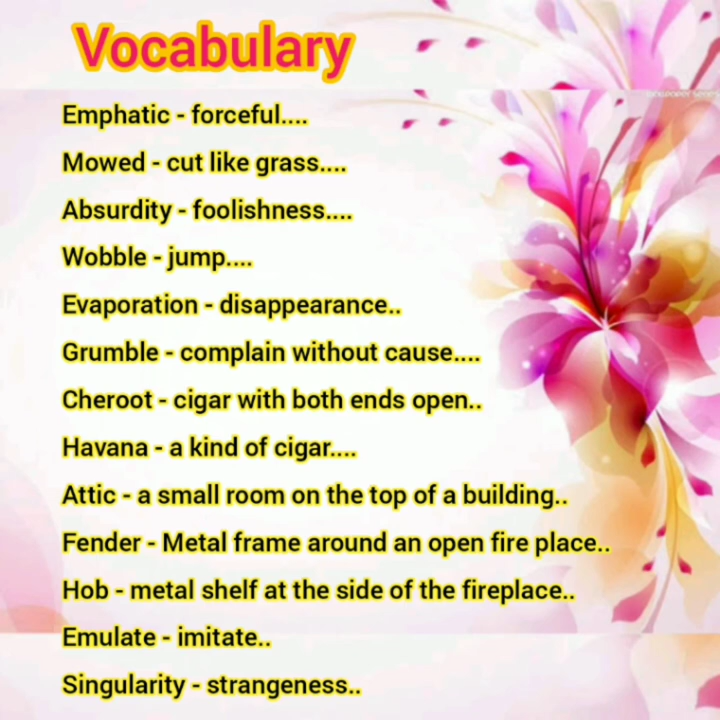 Vocabulary
Emphatic - forceful....
Mowed - cut like grass....
Absurdity - foolishness....
Wobble - jump....
Evaporation - disappearance..
Grumble - complain without cause....
Cheroot - cigar with both ends open..
Havana - a kind of cigar....
Attic - a small room on the top of a building..
Fender - Metal frame around an open fire place..
Hob - metal shelf at the side of the fireplace..
Emulate - imitate..
Singularity - strangeness..